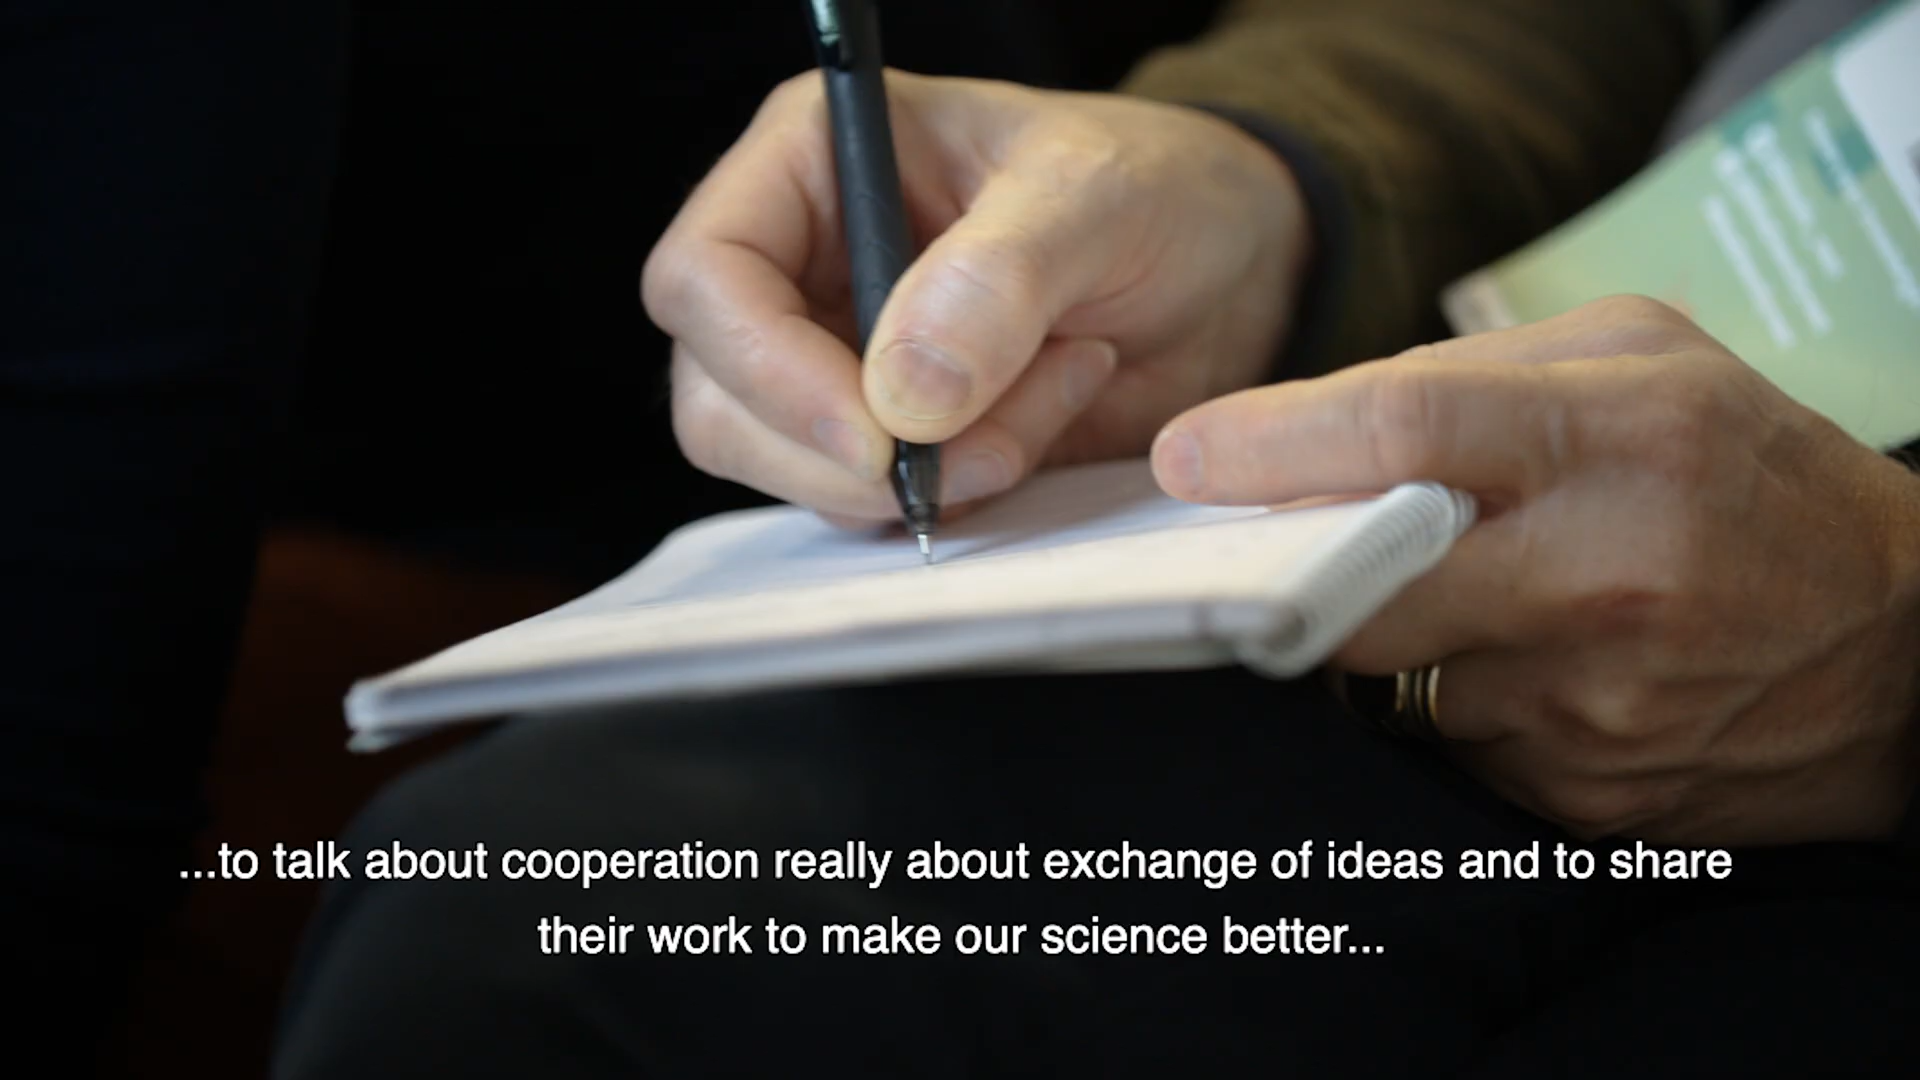 ...to talk about cooperation really about exchange of ideas and to share
their work to make our science better...